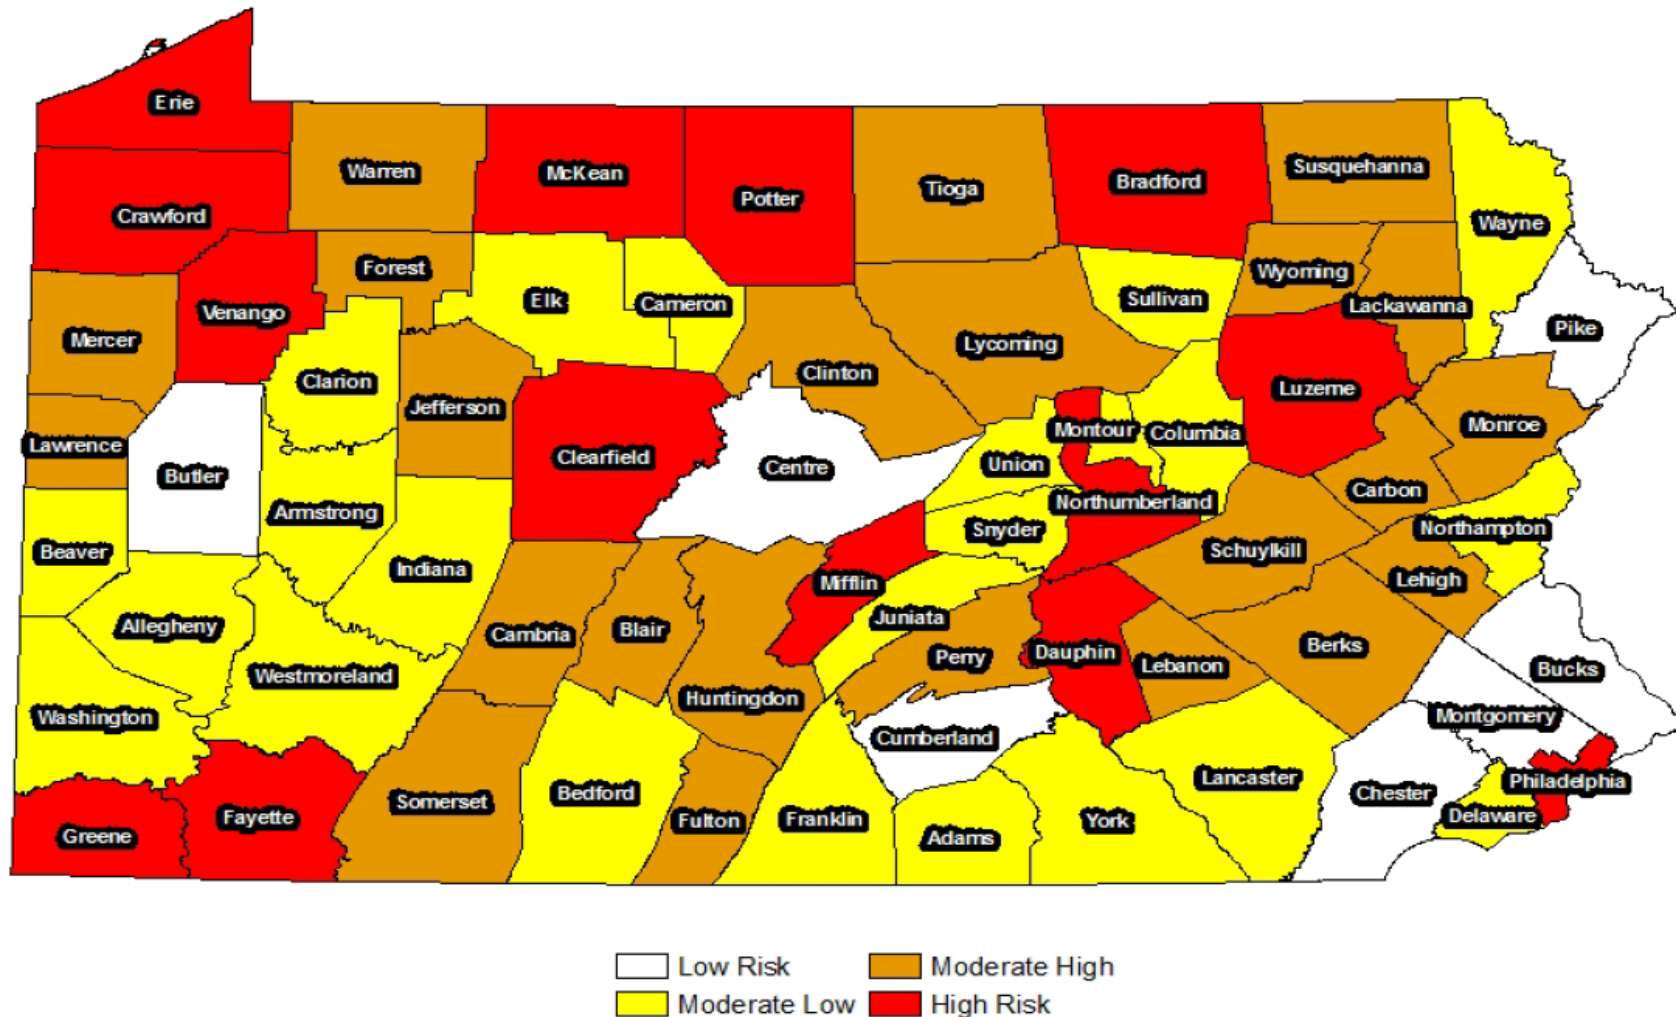 Erie
Warren
McKean
Potter
Tioga
Bradford
Susquehanna
Wayne
Crawford
Forest
Venango
Elk
Cameron
Sullivan
Wyoming
Lackawanna
Pike
Mercer
Clarion
Jefferson
Clinton
Lycoming
Luzerne
Monroe
Lawrence
Butler
Clearfield
Centre
Union
Montour
Columbia
Carbon
Armstrong
Northumberland
Snyder
Northampton
Beaver
Indiana
Mifflin
Schuylkill
Lehigh
Allegheny
Cambria
Blair
Juniata
Perry
Dauphin
Lebanon
Berks
Bucks
Westmoreland
Huntingdon
Washington
Cumberland
Montgomery
Somerset
Bedford
Fulton
Franklin
Adams
York
Lancaster
Chester
Philadelphia
Delaware
Greene
Fayette
Low Risk
Moderate High
Moderate Low
High Risk